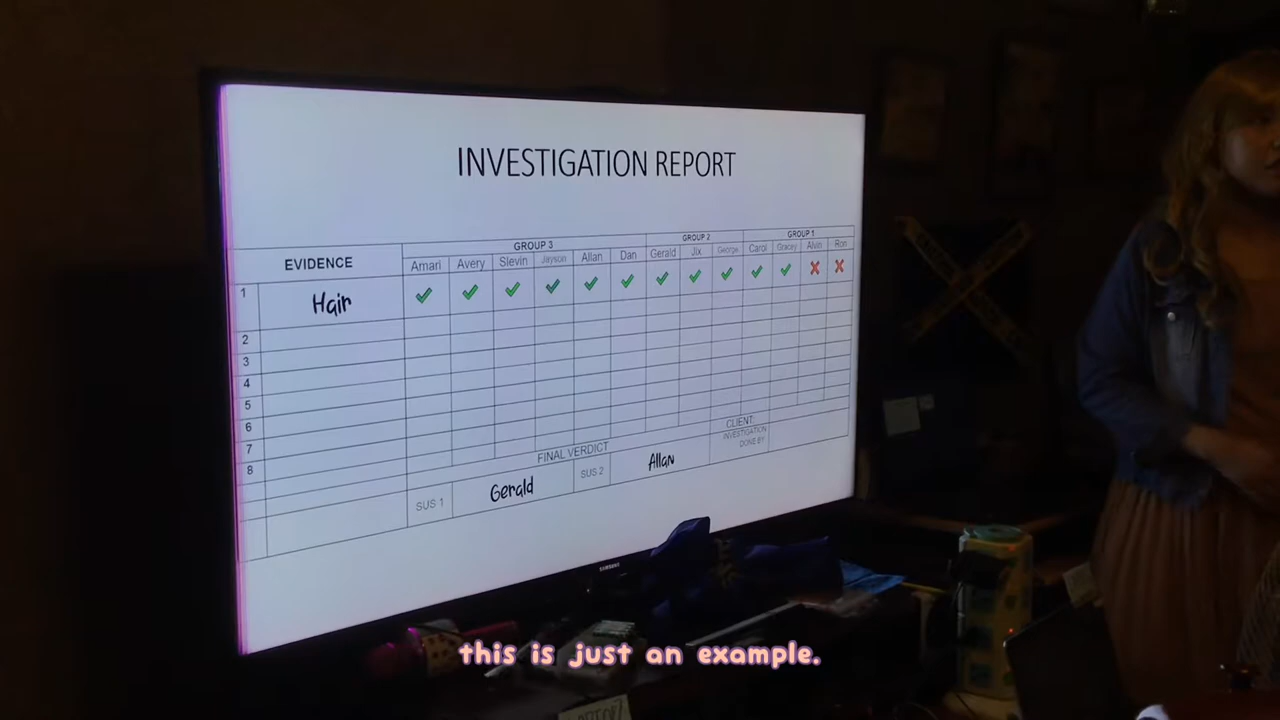 INVESTIGATION REPORT
EVIDENCE
GROUP 3 GROUP 2 GROUP 1
Amari Avery Slevin Jayson Allan Dan Gerald Jix George Carol Gracey Alvin Ron
1 Hair
2
3
4
5
6
7
8
FINAL VERDICT
CLIENT:
INVESTIGATION
DONE BY
SUS 1 Gerald SUS 2 Allan
SAMSUNG
this is just an example.